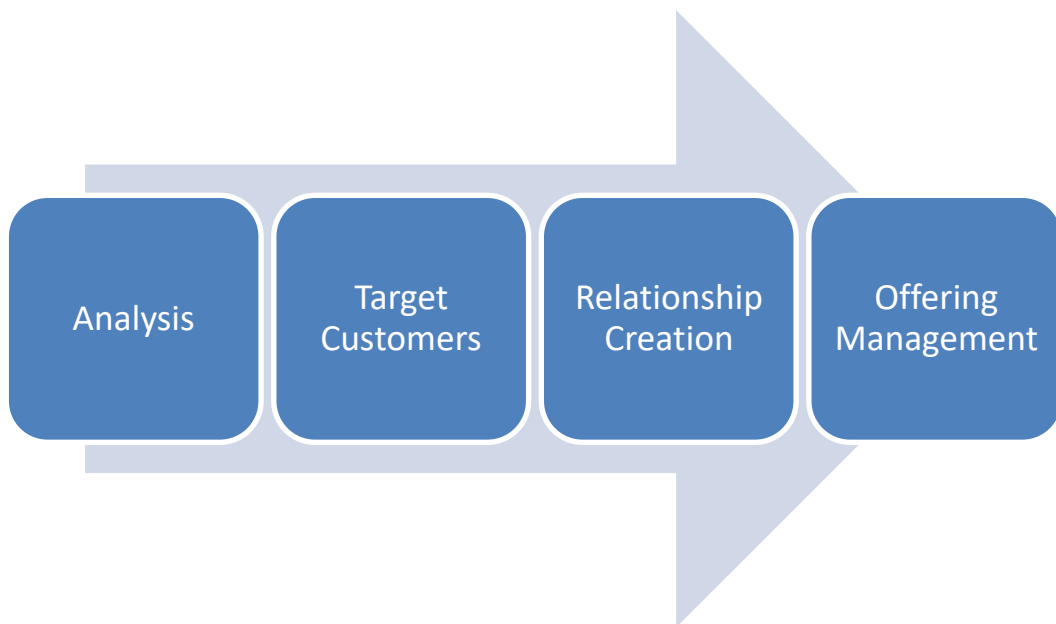 Analysis
Target
Customers
Relationship
Creation
Offering
Management